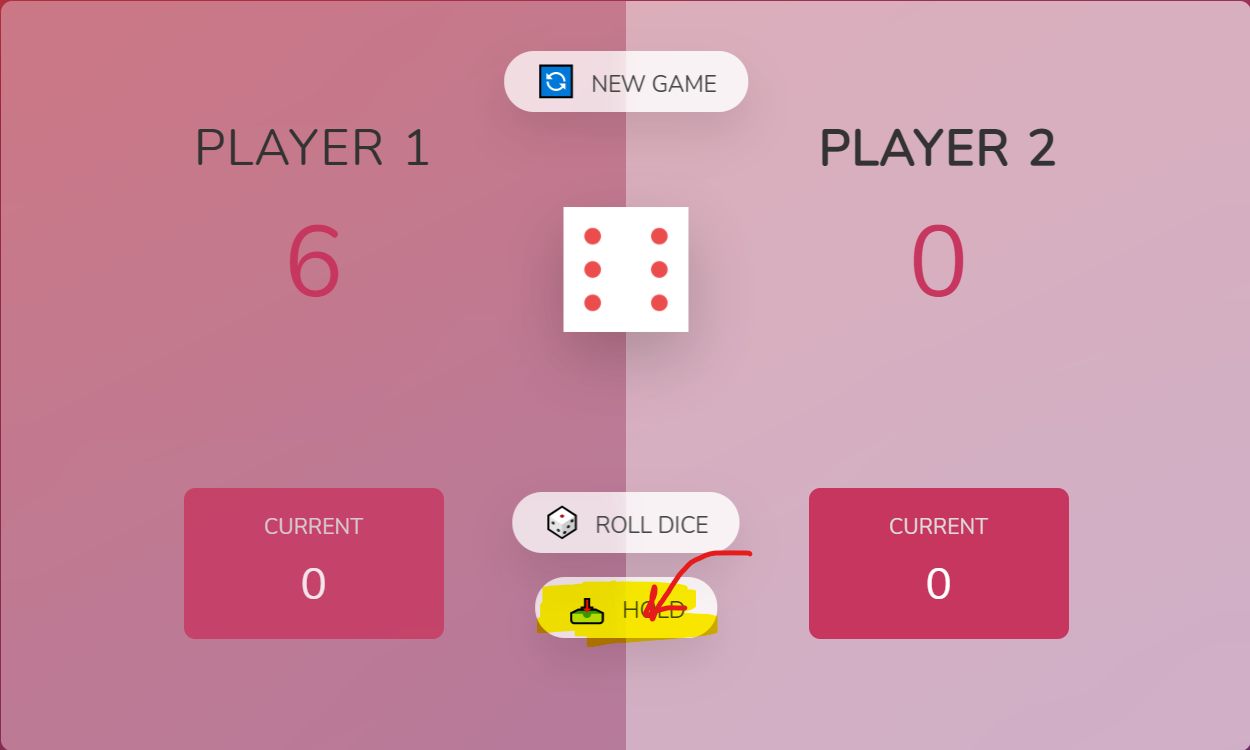 NEW GAME
PLAYER 1
PLAYER 2
6
0
CURRENT
0
ROLL DICE
HOLD
CURRENT
0